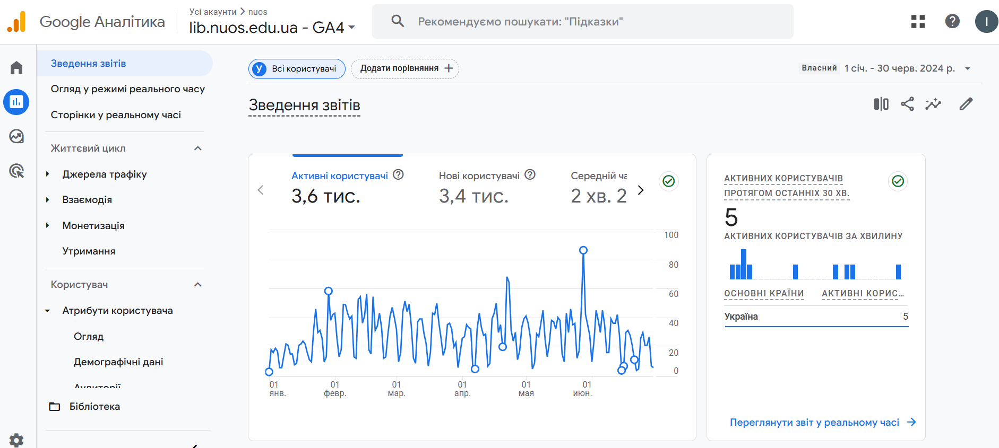 Google Аналітика
Усі акаунти > nuos
lib.nuos.edu.ua - GA4
Рекомендуємо пошукати: "Підказки"
I
Зведення звітів
Огляд у режимі реального часу
Сторінки у реальному часі
Життєвий цикл
Джерела трафіку
Взаємодія
Монетизація
Утримання
Користувач
Атрибути користувача
Огляд
Демографічні дані
Аудиторії
Бібліотека
У Всі користувачі
Додати порівняння +
Власний 1 січ. - 30 черв. 2024 р.
Зведення звітів
Активні користувачі
3,6 тис.
Нові користувачі
3,4 тис.
Середній ча
2 хв. 2
100
80
60
40
20
0
01 янв.
01 февр.
01 мар.
01 апр.
01 мая
01 июн.
АКТИВНИХ КОРИСТУВАЧІВ
ПРОТЯГОМ ОСТАННІХ 30 ХВ.
5
АКТИВНИХ КОРИСТУВАЧІВ ЗА ХВИЛИНУ
ОСНОВНІ КРАЇНИ АКТИВНІ КОРИС...
Україна 5
Переглянути звіт у реальному часі